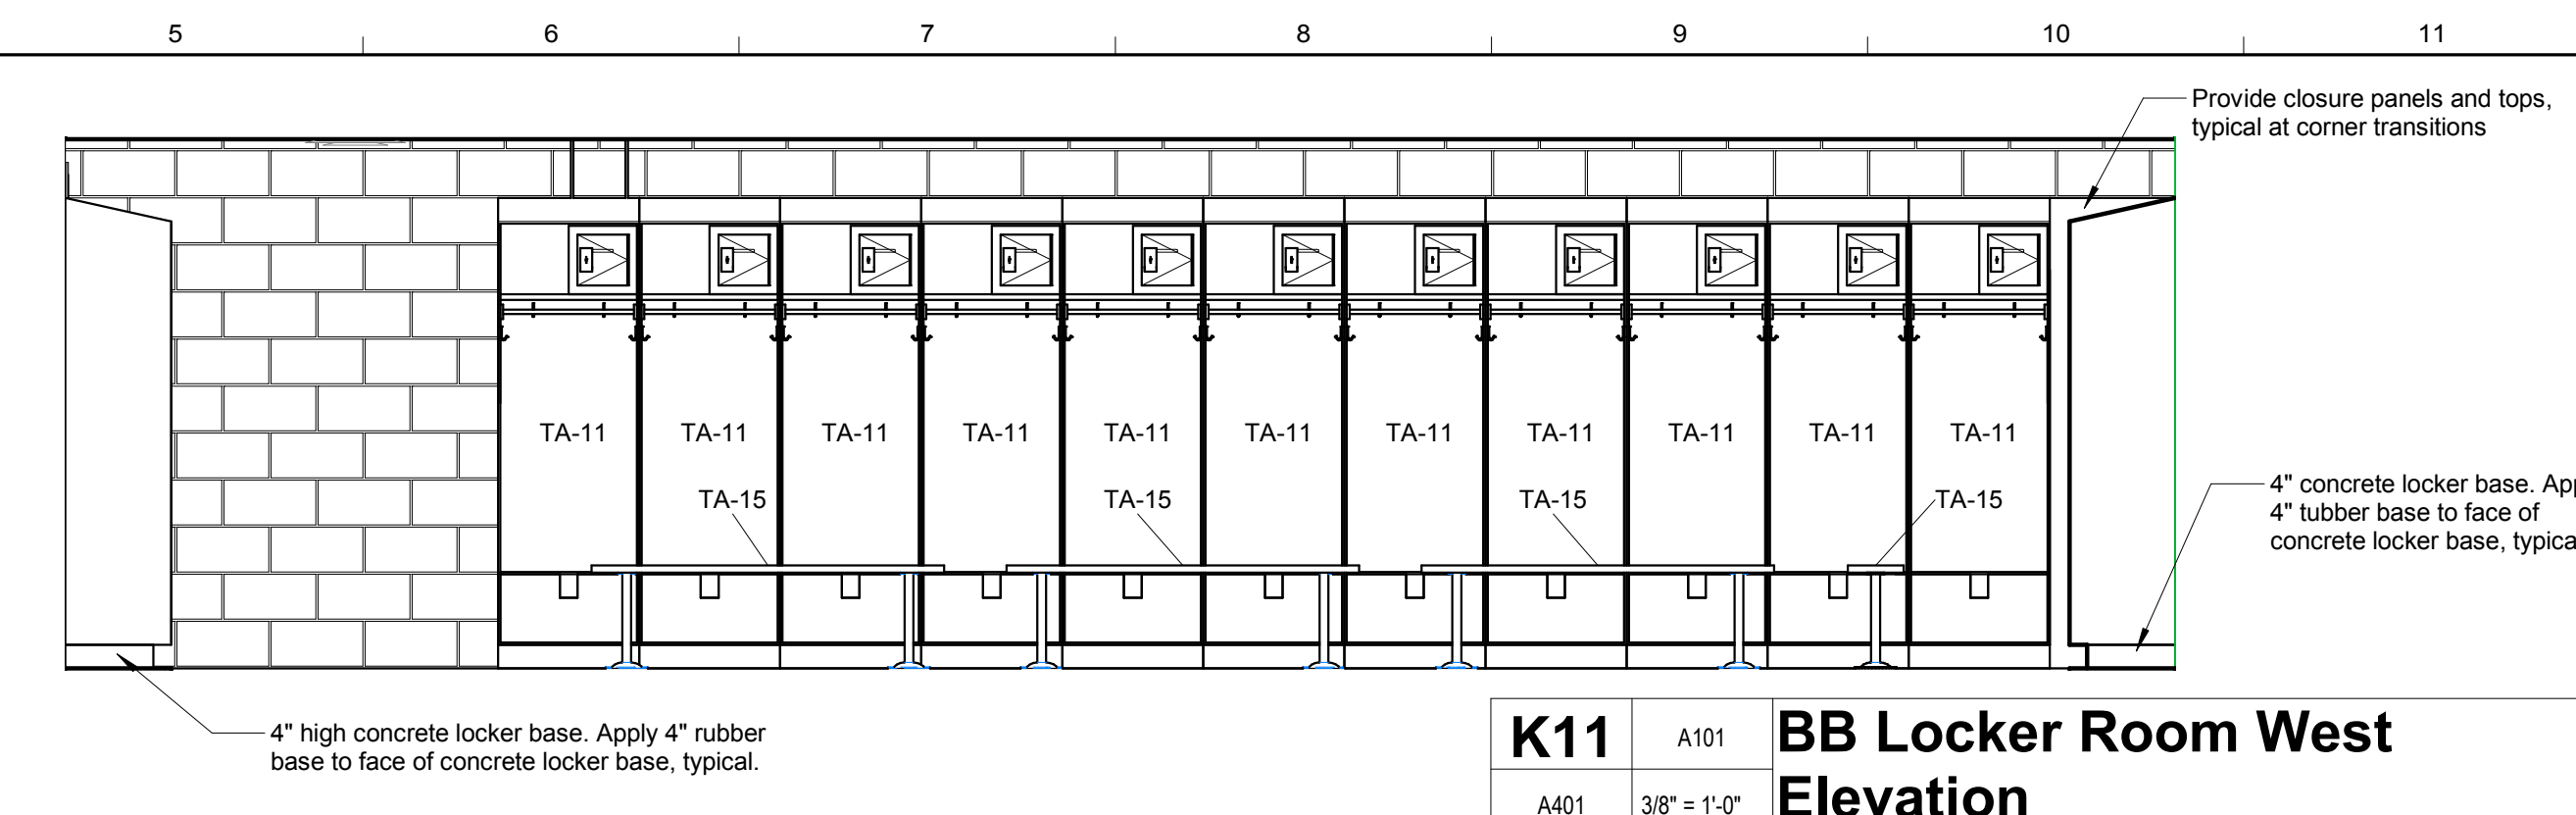 5 6 7 8 9 10 11
Provide closure panels and tops,
typical at corner transitions
TA-11 TA-11 TA-11 TA-11 TA-11 TA-11 TA-11 TA-11 TA-11 TA-11 TA-11
TA-15 TA-15 TA-15 TA-15
4" concrete locker base.
4" tubber base to face of
concrete locker base,
4" high concrete locker base. Apply 4" rubber
base to face of concrete locker base, typical.
K11 A101 BB Locker Room West
A401 3/8" = 1'-0" Elevation